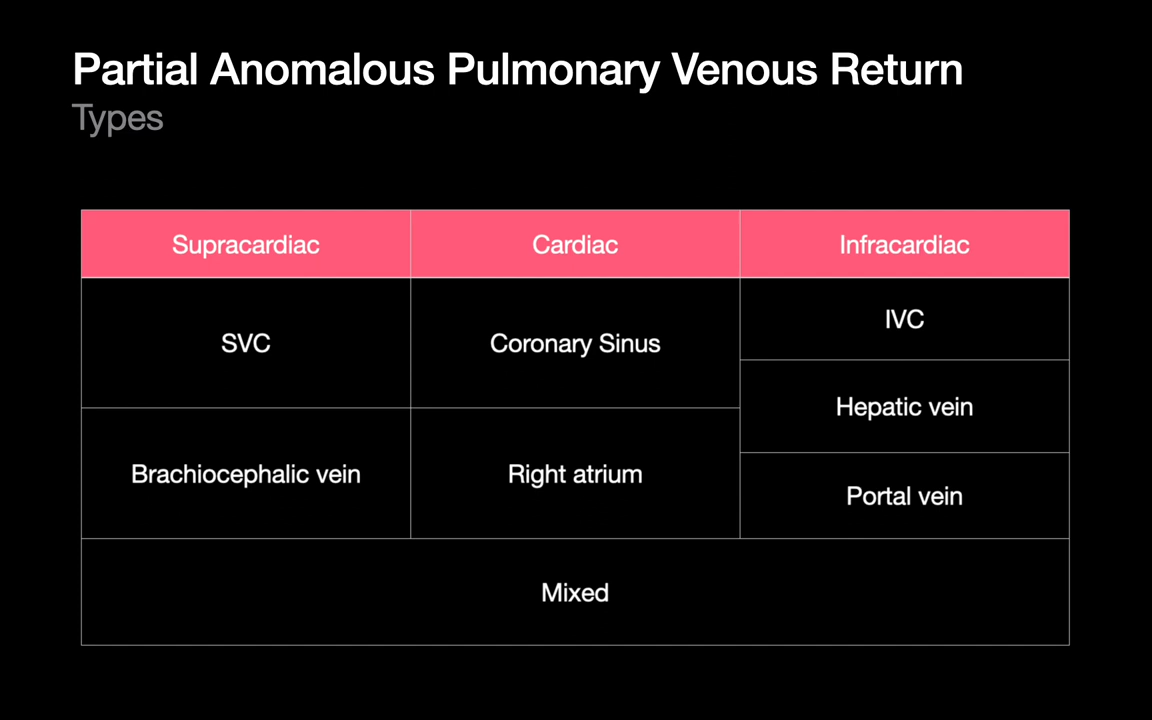 Partial Anomalous Pulmonary Venous Return
Types
Supracardiac
Cardiac
Infracardiac
SVC
Coronary Sinus
IVC
Hepatic vein
Brachiocephalic vein
Right atrium
Portal vein
Mixed